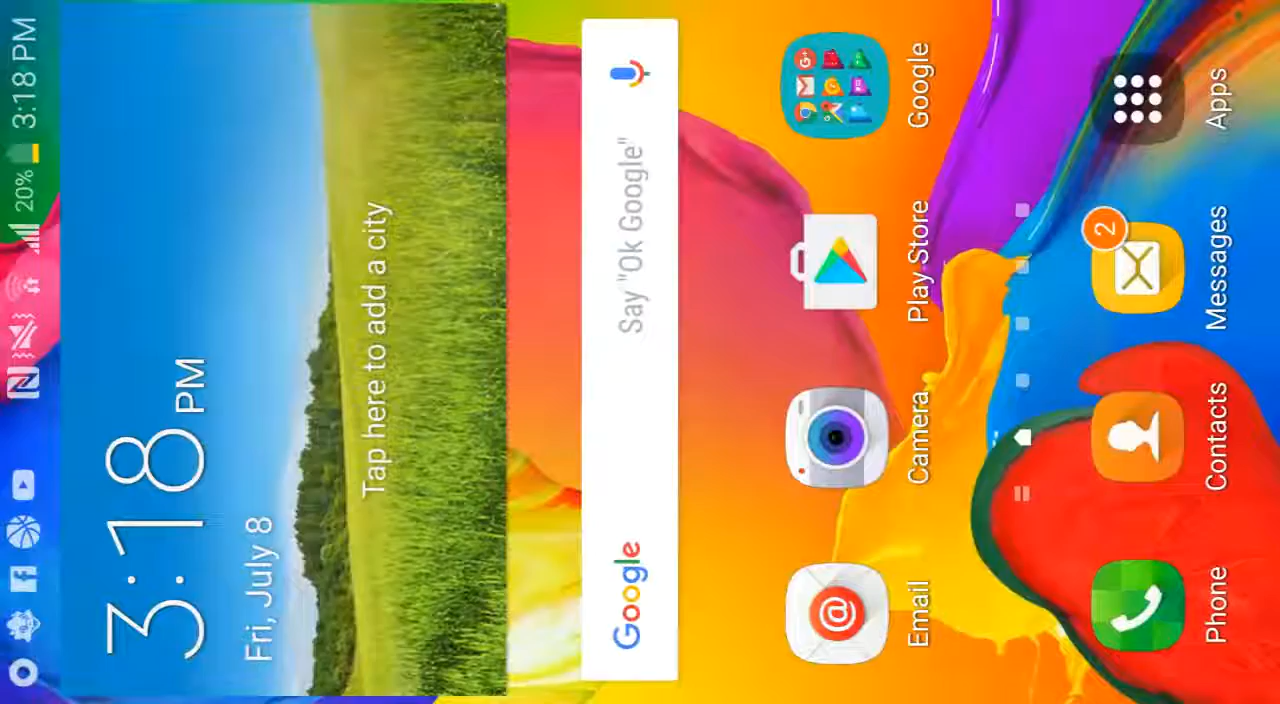 20% 3:18 PM
3:18 PM
Fri, July 8
Tap here to add a city
Google Say "Ok Google"
Email Camera Play Store Google
2
Phone Contacts Messages Apps